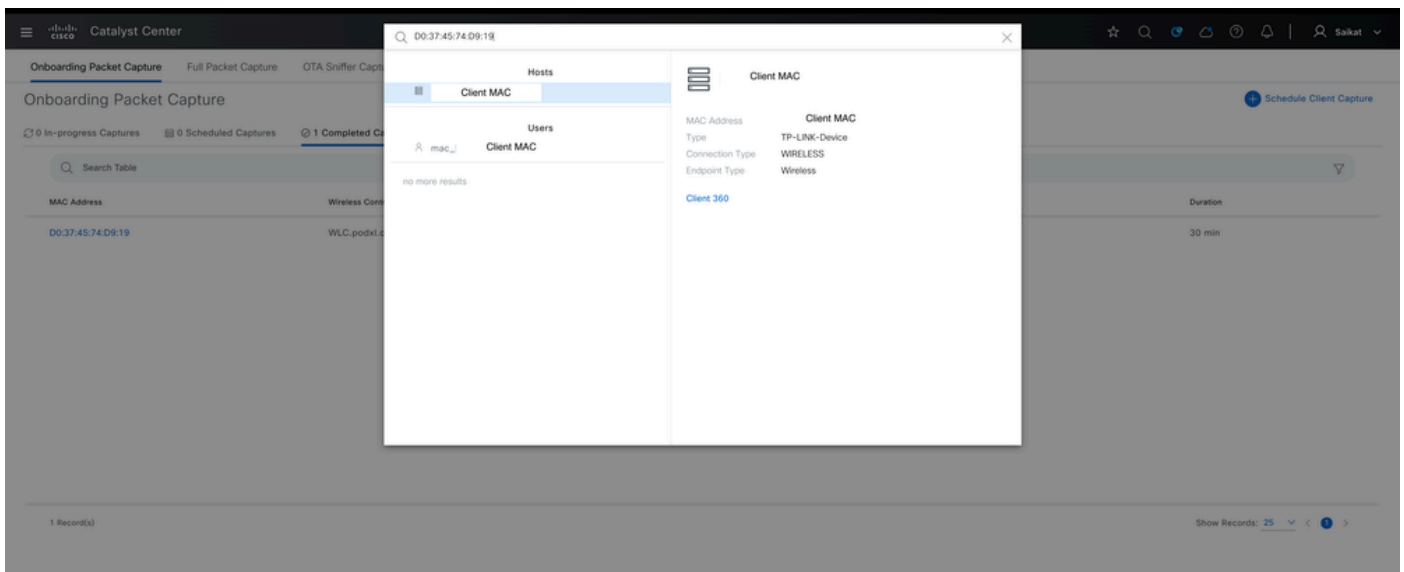 cisco Catalyst Center
D0:37:45:74:D9:19
Saikat
Onboarding Packet Capture Full Packet Capture OTA Sniffer Captu
Onboarding Packet Capture
Schedule Client Capture
0 In-progress Captures 0 Scheduled Captures 1 Completed Ca
Search Table
MAC Address Wireless Cont Duration
D0:37:45:74:D9:19 WLC.podxl.c 30 min
Hosts
Client MAC
Users
mac_ Client MAC
no more results
Client MAC
MAC Address Client MAC
Type TP-LINK-Device
Connection Type WIRELESS
Endpoint Type Wireless
Client 360
1 Record(s)
Show Records: 25 1